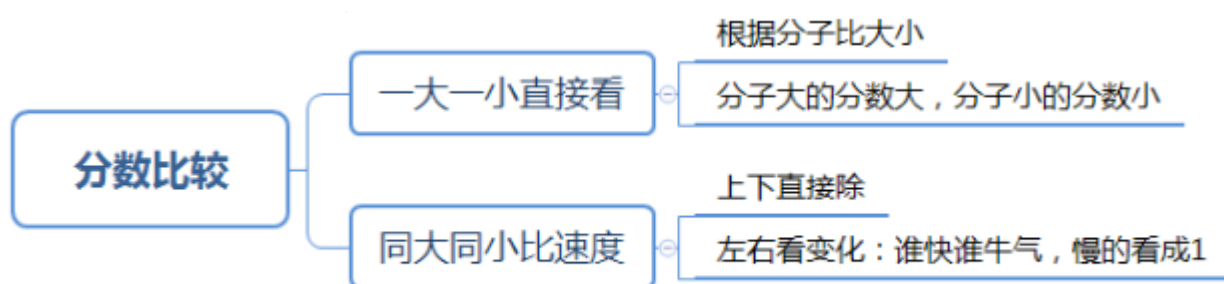 分数比较
一大一小直接看
根据分子比大小
分子大的分数大，分子小的分数小
同大同小比速度
上下直接除
左右看变化：谁快谁牛气，慢的看成1